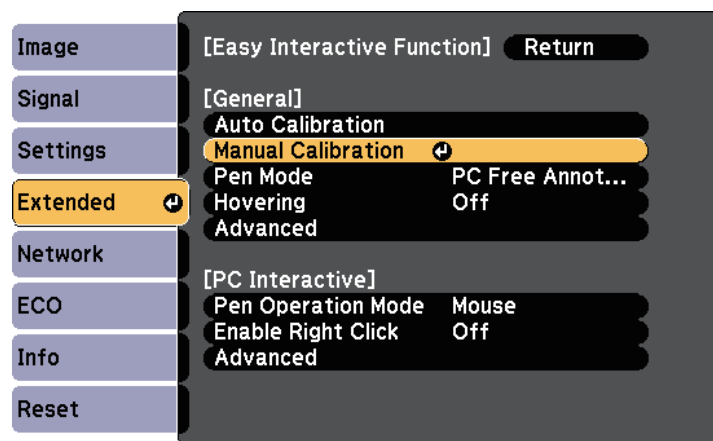 Image
Signal
Settings
Extended
Network
ECO
Info
Reset
[Easy Interactive Function] Return
[General]
Auto Calibration
Manual Calibration
Pen Mode PC Free Annot...
Hovering Off
Advanced
[PC Interactive]
Pen Operation Mode Mouse
Enable Right Click Off
Advanced